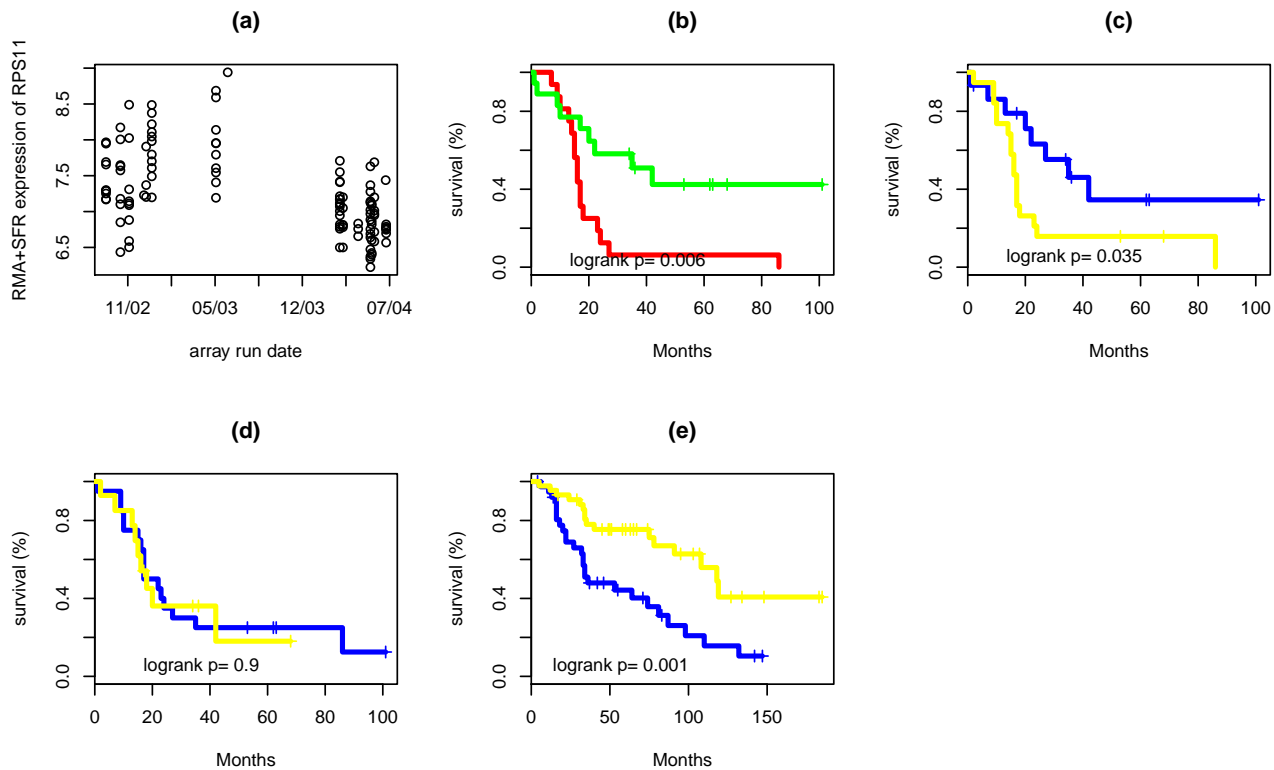 (a)
RMA+SFR expression of RPS11
8.5
7.5
6.5
11/02 05/03 12/03 07/04
array run date
(b)
survival (%)
0.8
0.4
0.0
logrank p= 0.006
0 20 40 60 80 100
Months
(c)
survival (%)
0.8
0.4
0.0
logrank p= 0.035
0 20 40 60 80 100
Months
(d)
survival (%)
0.8
0.4
0.0
logrank p= 0.9
0 20 40 60 80 100
Months
(e)
survival (%)
0.8
0.4
0.0
logrank p= 0.001
0 50 100 150
Months